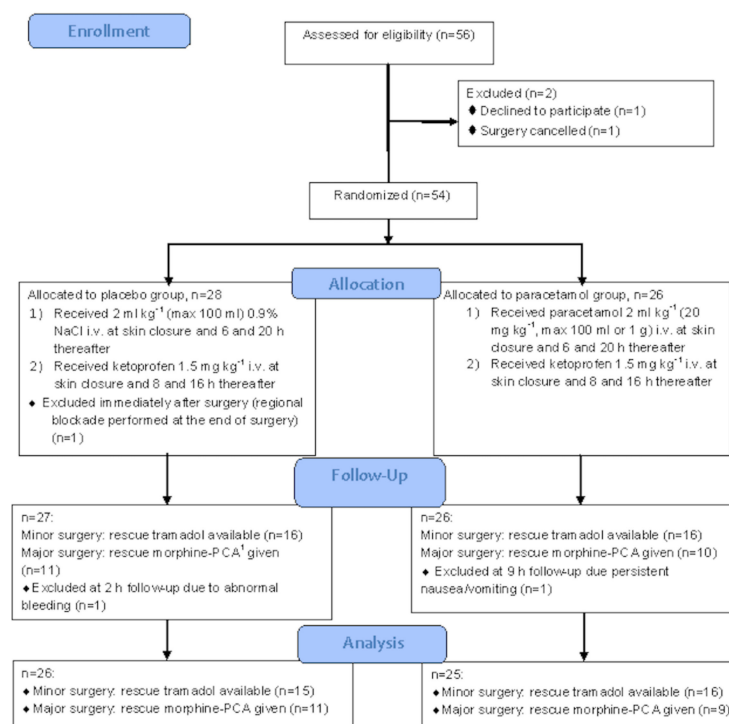 Enrollment
Assessed for eligibility (n=56)
Excluded (n=2)
♦ Declined to participate (n=1)
♦ Surgery cancelled (n=1)
Randomized (n=54)
Allocation
Allocated to placebo group, n=28
1) Received 2 ml kg⁻¹ (max 100 ml) 0.9%
NaCl i.v. at skin closure and 6 and 20 h
thereafter
2) Received ketoprofen 1.5 mg kg⁻¹ i.v. at
skin closure and 8 and 16 h thereafter
♦ Excluded immediately after surgery (regional
blockade performed at the end of surgery)
(n=1)
Allocated to paracetamol group, n=26
1) Received paracetamol 2 ml kg⁻¹ (20
mg kg⁻¹, max 100 ml or 1 g) i.v. at skin
closure and 6 and 20 h thereafter
2) Received ketoprofen 1.5 mg kg⁻¹ i.v. at
skin closure and 8 and 16 h thereafter
Follow-Up
n=27:
Minor surgery: rescue tramadol available (n=16)
Major surgery: rescue morphine-PCA¹ given
(n=11)
♦ Excluded at 2 h follow-up due to abnormal
bleeding (n=1)
n=26:
Minor surgery: rescue tramadol available (n=16)
Major surgery: rescue morphine-PCA given (n=10)
♦ Excluded at 9 h follow-up due persistent
nausea/vomiting (n=1)
Analysis
n=26:
♦ Minor surgery: rescue tramadol available (n=15)
♦ Major surgery: rescue morphine-PCA given (n=11)
n=25:
♦ Minor surgery: rescue tramadol available (n=16)
♦ Major surgery: rescue morphine-PCA given (n=9)